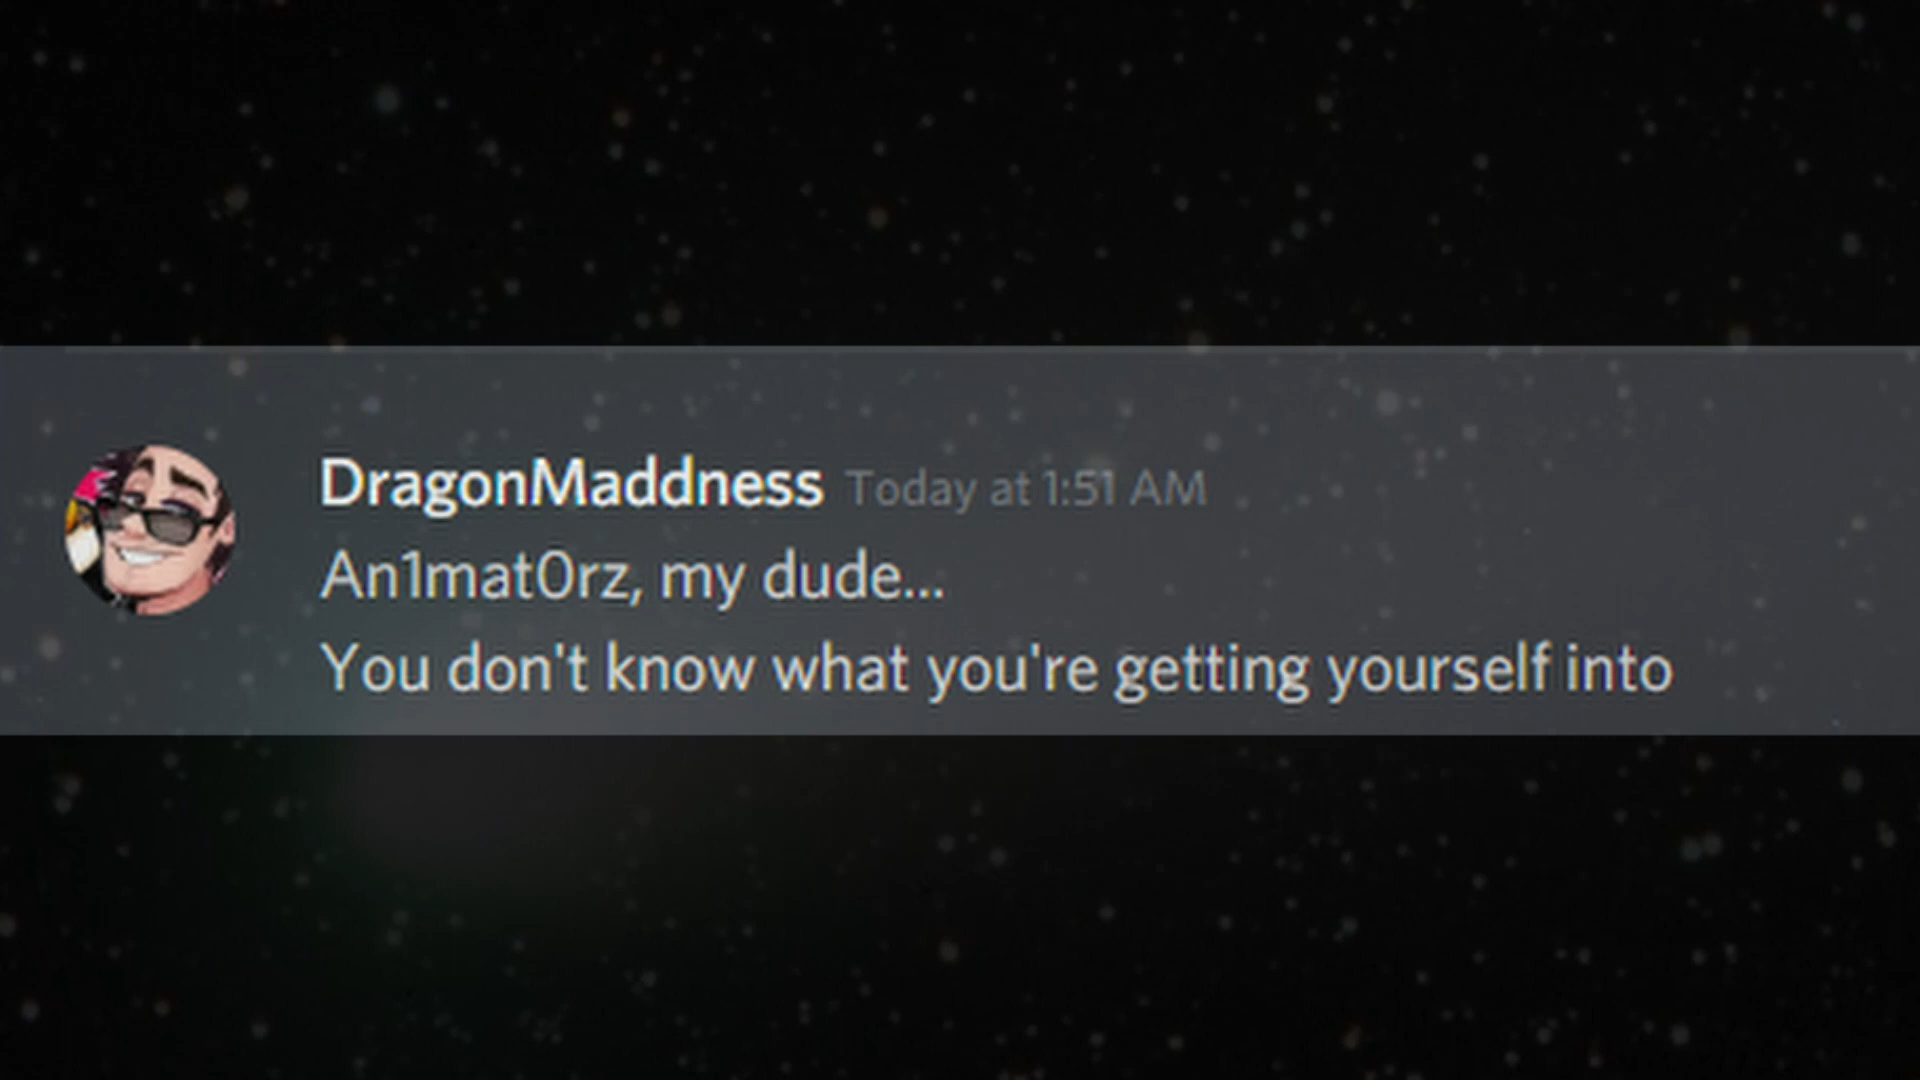 DragonMaddness Today at 1:51 AM
An1mat0rz, my dude...
You don't know what you're getting yourself into